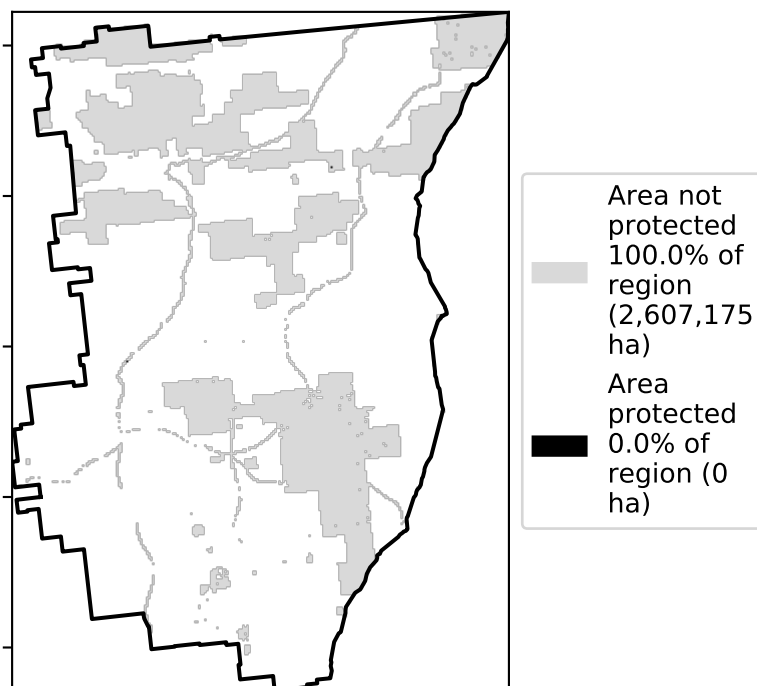 Area not
protected
100.0% of
region
(2,607,175
ha)
Area
protected
0.0% of
region (0
ha)